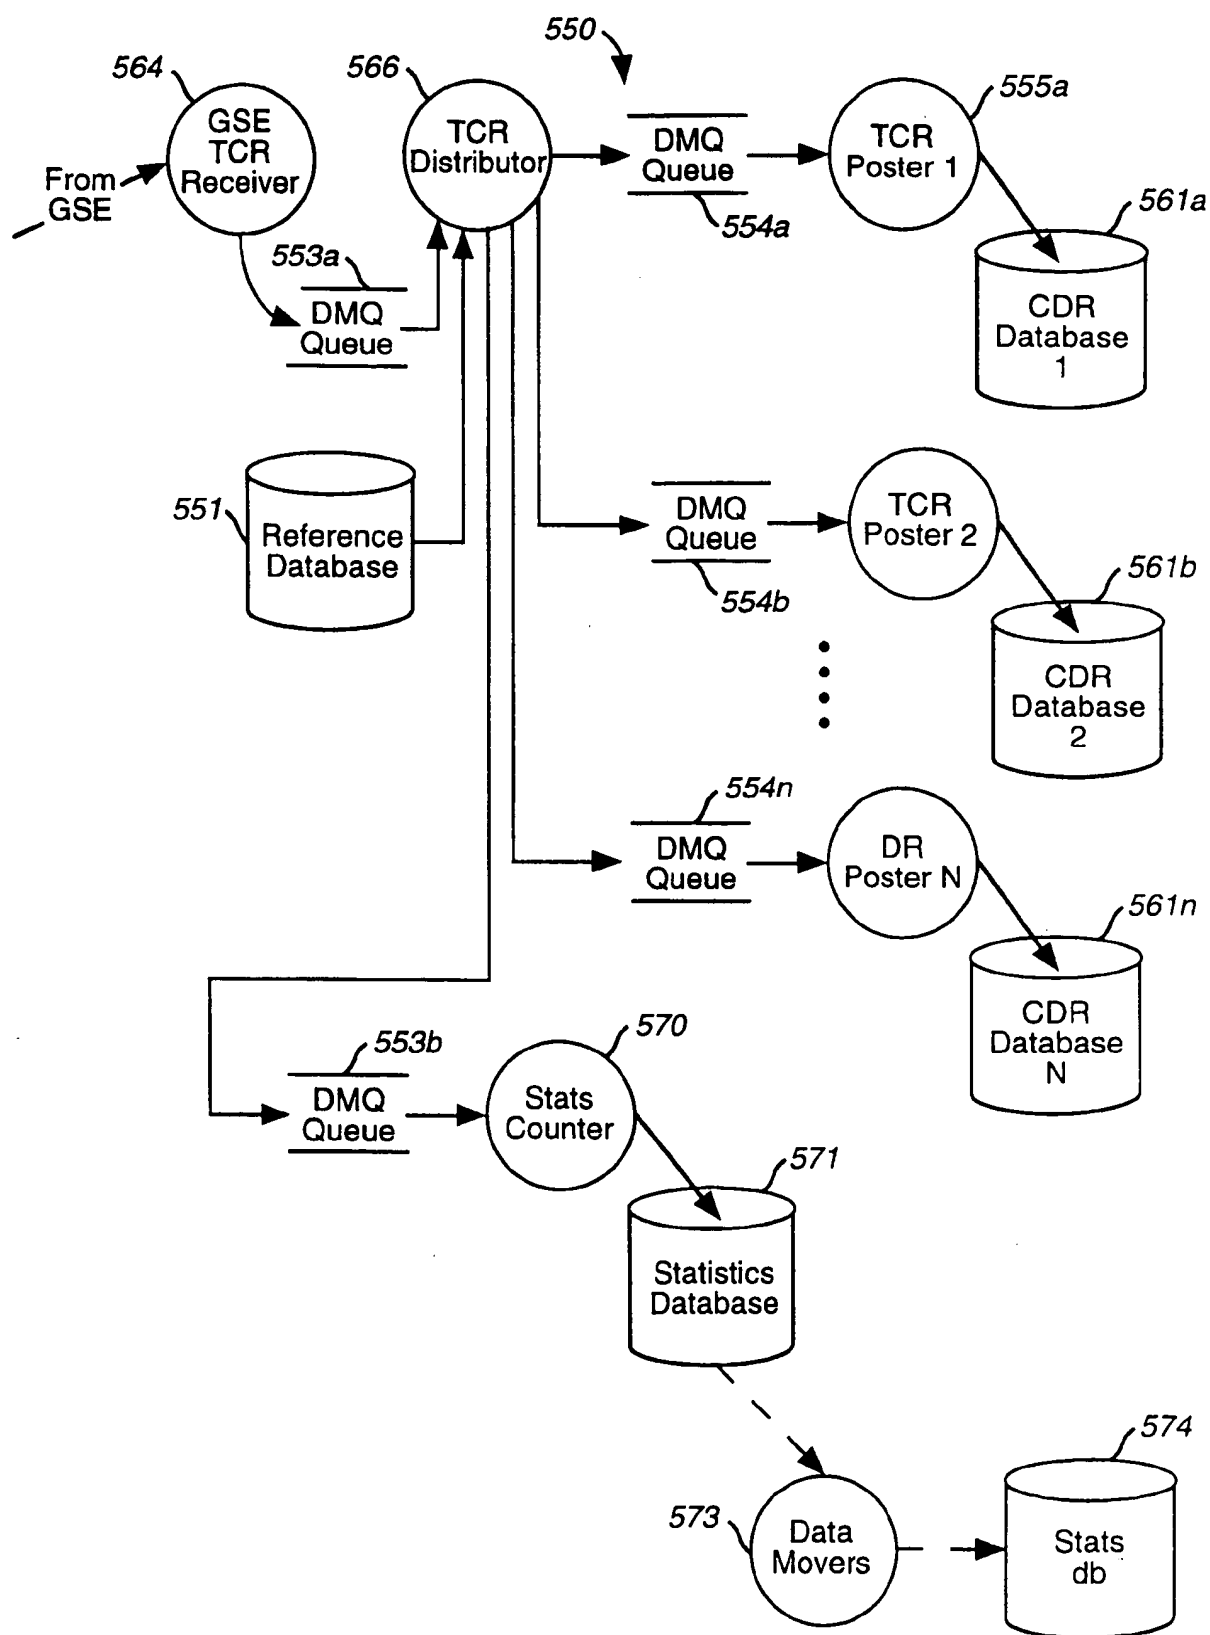 550
564
566
555a
GSE
TCR
Receiver
TCR
Distributor
DMQ
Queue
TCR
Poster 1
From
GSE
554a
561a
553a
DMQ
Queue
CDR
Database
1
551
Reference
Database
DMQ
Queue
TCR
Poster 2
554b
561b
CDR
Database
2
554n
DMQ
Queue
DR
Poster N
561n
CDR
Database
N
553b
570
DMQ
Queue
Stats
Counter
571
Statistics
Database
574
573
Data
Movers
Stats
db